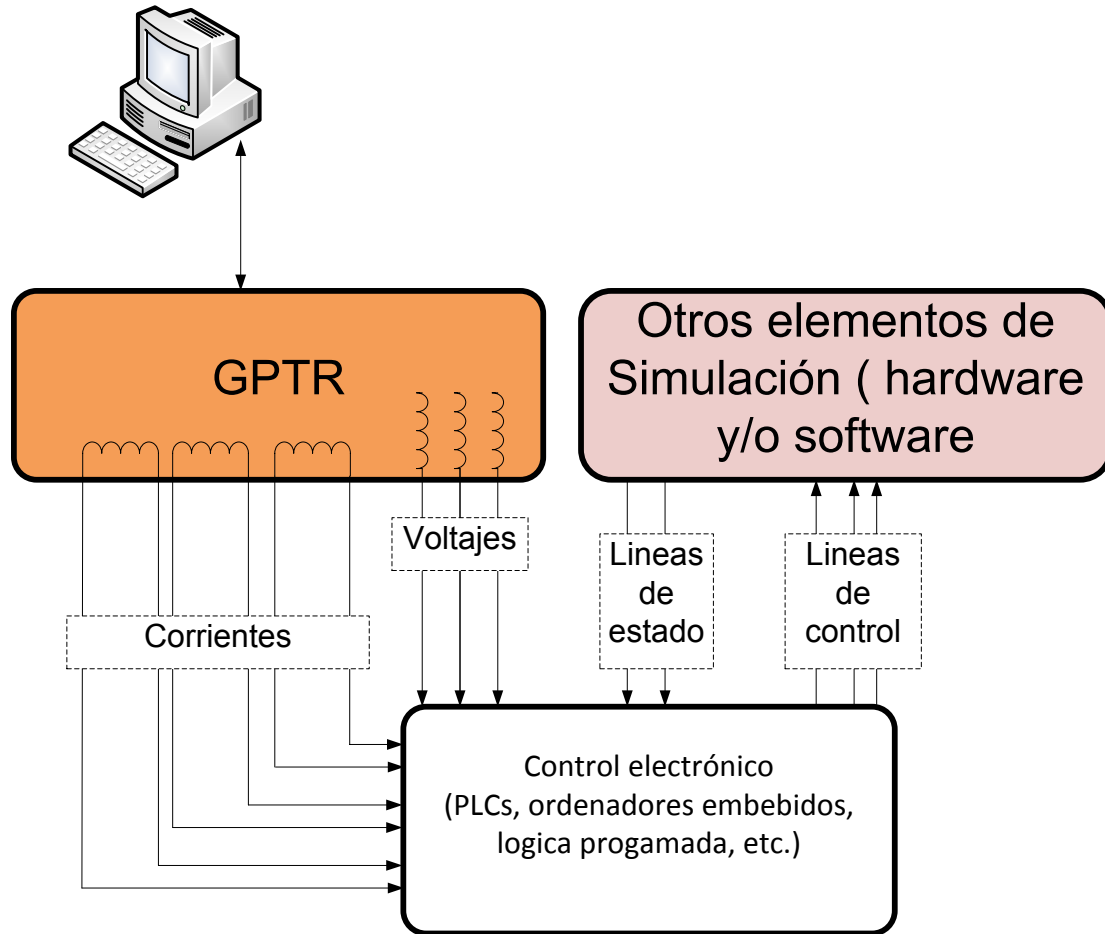 GPTR
Otros elementos de
Simulación ( hardware
y/o software
Voltajes
Lineas
de
estado
Lineas
de
control
Corrientes
Control electrónico
(PLCs, ordenadores embebidos,
logica progamada, etc.)